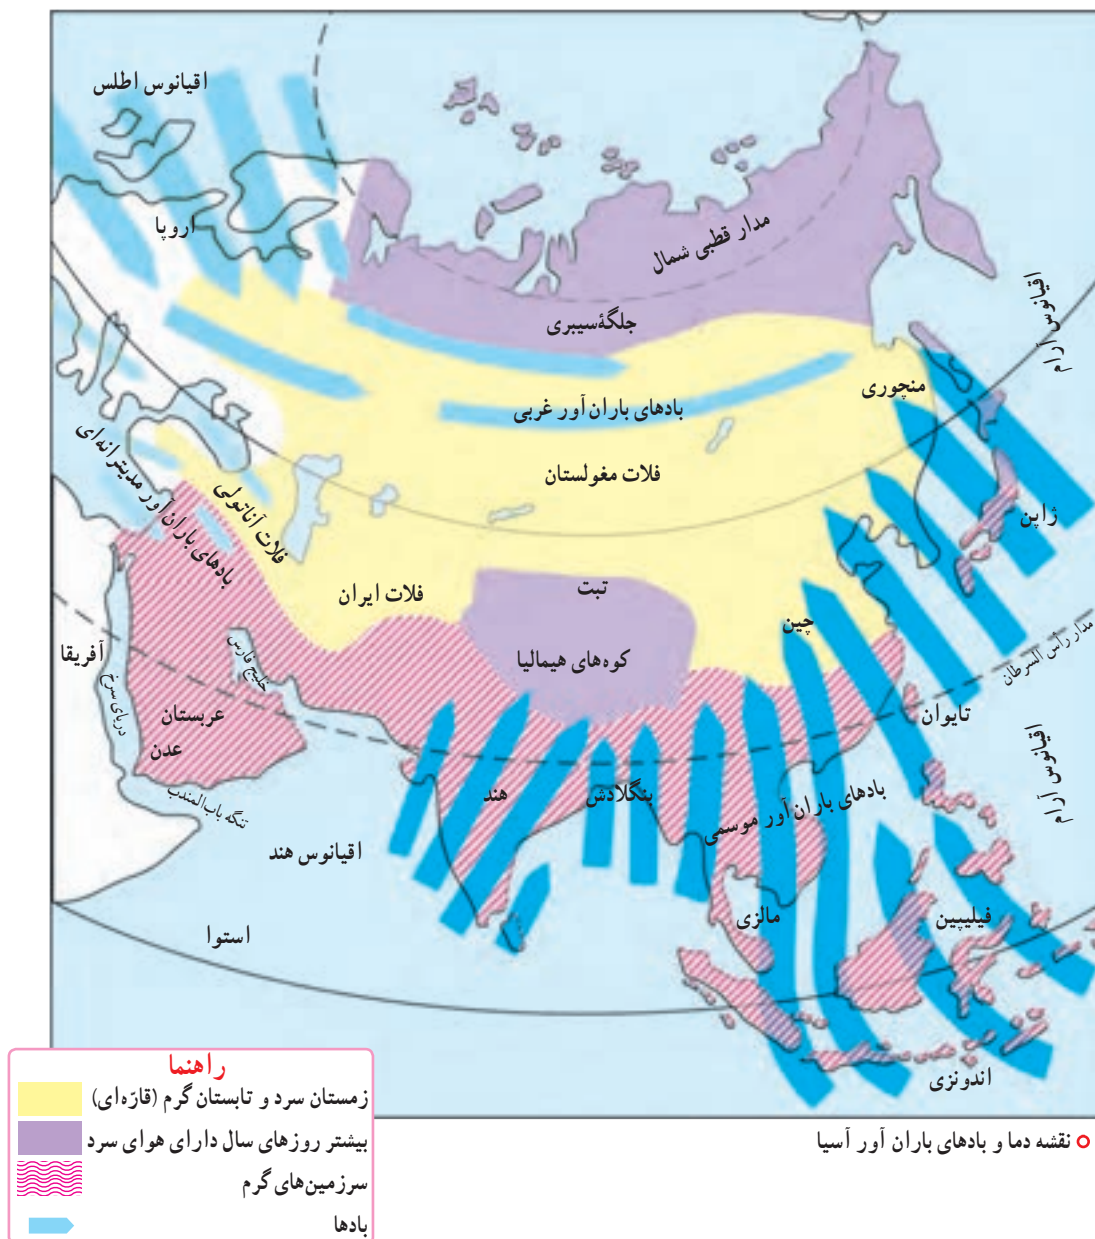 اقیانوس اطلس
اروپا
مدار قطبی شمال
اقیانوس آرام
جلگهٔ سیبری
منچوری
بادهای باران آور غربی
بادهای باران آور مدیترانه‌ای
فلات آناتولی
فلات مغولستان
ژاپن
تبت
فلات ایران
چین
مدار رأس السرطان
آفریقا
کوه‌های هیمالیا
خلیج فارس
دریای سرخ
عربستان
تایوان
عدن
اقیانوس آرام
تنگه باب‌المندب
هند
بنگلادش
بادهای باران آور موسمی
اقیانوس هند
مالزی
فیلیپین
استوا
اندونزی
راهنما
زمستان سرد و تابستان گرم (قارّه‌ای)
بیشتر روزهای سال دارای هوای سرد
سرزمین‌های گرم
بادها
نقشه دما و بادهای باران آور آسیا